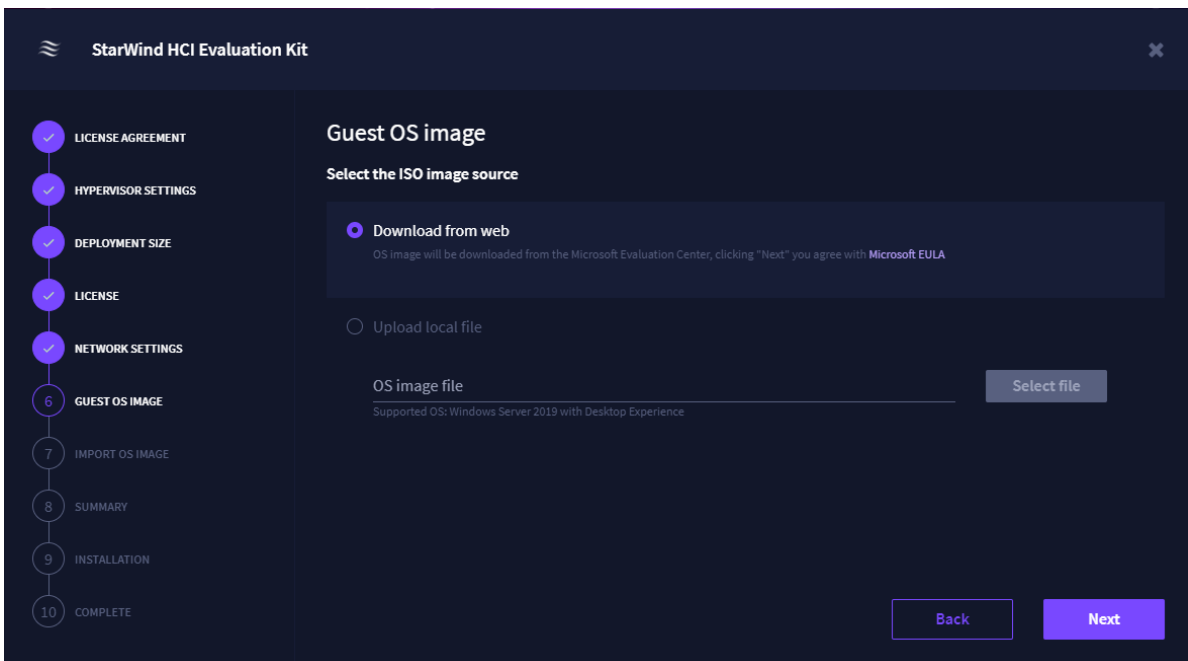 StarWind HCI Evaluation Kit
LICENSE AGREEMENT
HYPERVISOR SETTINGS
DEPLOYMENT SIZE
LICENSE
NETWORK SETTINGS
6 GUEST OS IMAGE
7 IMPORT OS IMAGE
8 SUMMARY
9 INSTALLATION
10 COMPLETE
Guest OS image
Select the ISO image source
Download from web
OS image will be downloaded from the Microsoft Evaluation Center, clicking "Next" you agree with Microsoft EULA
Upload local file
OS image file
Select file
Supported OS: Windows Server 2019 with Desktop Experience
Back
Next